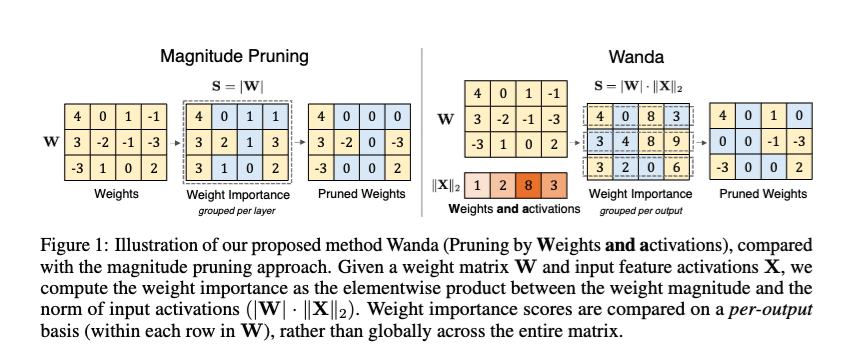 Magnitude Pruning
S = |W|
W
4 0 1 -1
3 -2 -1 -3
-3 1 0 2
Weights
4 0 1 1
3 2 1 3
3 1 0 2
Weight Importance
grouped per layer
4 0 0 0
3 -2 0 -3
-3 0 0 2
Pruned Weights
Wanda
S = |W| · ‖X‖₂
W
4 0 1 -1
3 -2 -1 -3
-3 1 0 2
‖X‖₂ 1 2 8 3
Weights and activations
4 0 8 3
3 4 8 9
3 2 0 6
Weight Importance
grouped per output
4 0 1 0
0 0 -1 -3
-3 0 0 2
Pruned Weights
Figure 1: Illustration of our proposed method Wanda (Pruning by Weights and activations), compared
with the magnitude pruning approach. Given a weight matrix W and input feature activations X, we
compute the weight importance as the elementwise product between the weight magnitude and the
norm of input activations (|W| · ‖X‖₂). Weight importance scores are compared on a per-output
basis (within each row in W), rather than globally across the entire matrix.